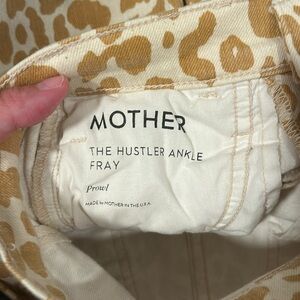 MOTHER
THE HUSTLER ANKLE
FRAY
Prowl
MADE BY MOTHER IN THE U.S.A.